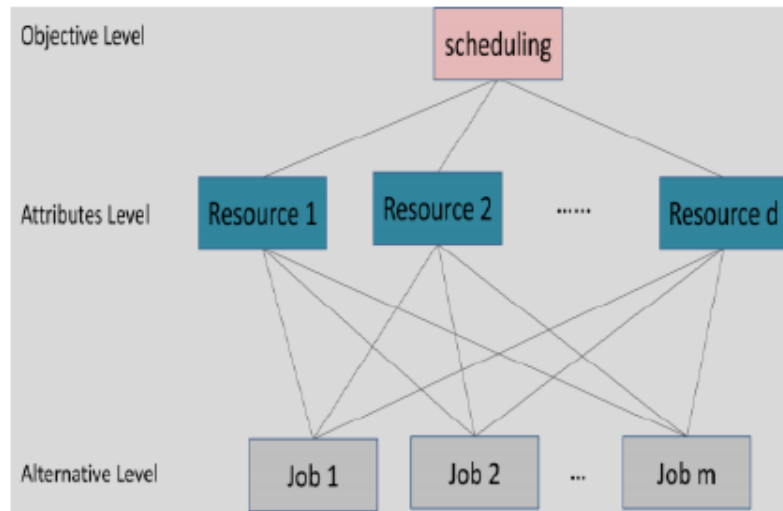 Objective Level
scheduling
Attributes Level
Resource 1
Resource 2
......
Resource d
Alternative Level
Job 1
Job 2
...
Job m